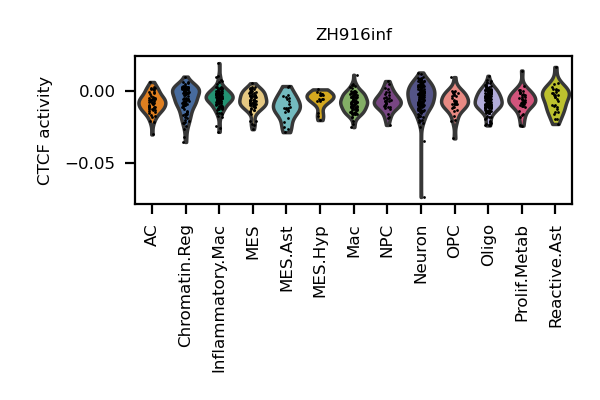 ZH916inf
CTCF activity
0.00
−0.05
AC
Chromatin.Reg
Inflammatory.Mac
MES
MES.Ast
MES.Hyp
Mac
NPC
Neuron
OPC
Oligo
Prolif.Metab
Reactive.Ast